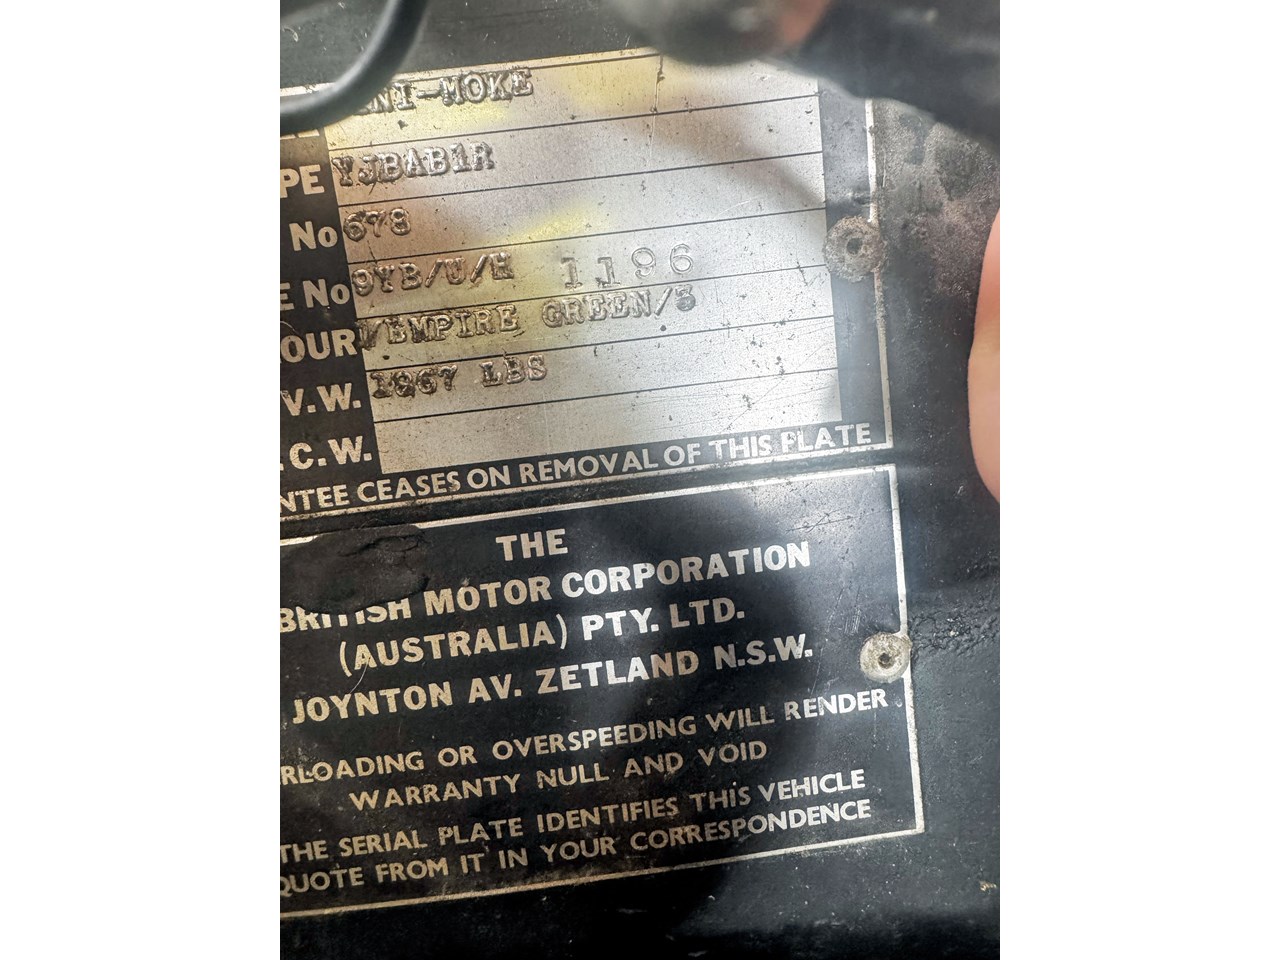 NI-MOKE
PE YJBAB1R
No 678
E No 9YB/U/H 1196
OUR /EMPIRE GREEN/3
V.W. 1967 LBS
.C.W.
NTEE CEASES ON REMOVAL OF THIS PLATE
THE
BRITISH MOTOR CORPORATION
(AUSTRALIA) PTY. LTD.
JOYNTON AV. ZETLAND N.S.W.
RLOADING OR OVERSPEEDING WILL RENDER
WARRANTY NULL AND VOID
THE SERIAL PLATE IDENTIFIES THIS VEHICLE
QUOTE FROM IT IN YOUR CORRESPONDENCE